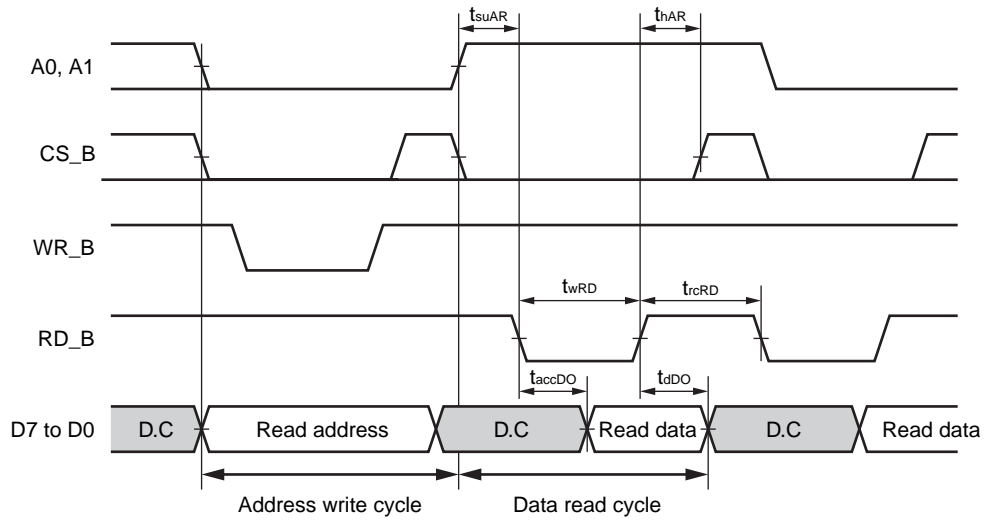 tsuAR thAR
A0, A1
CS_B
WR_B
twRD trcRD
RD_B
taccDO tdDO
D7 to D0 D.C Read address D.C Read data D.C Read data
Address write cycle Data read cycle